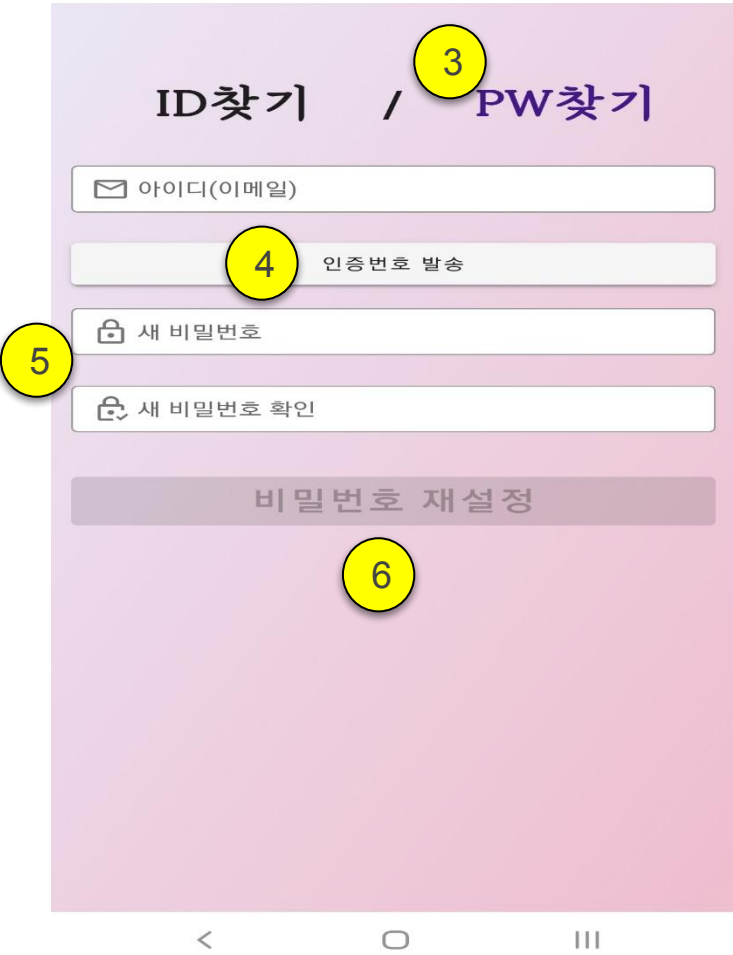 3
ID찾기 / PW찾기
아이디(이메일)
4 인증번호 발송
새 비밀번호
5
새 비밀번호 확인
비밀번호 재설정
6